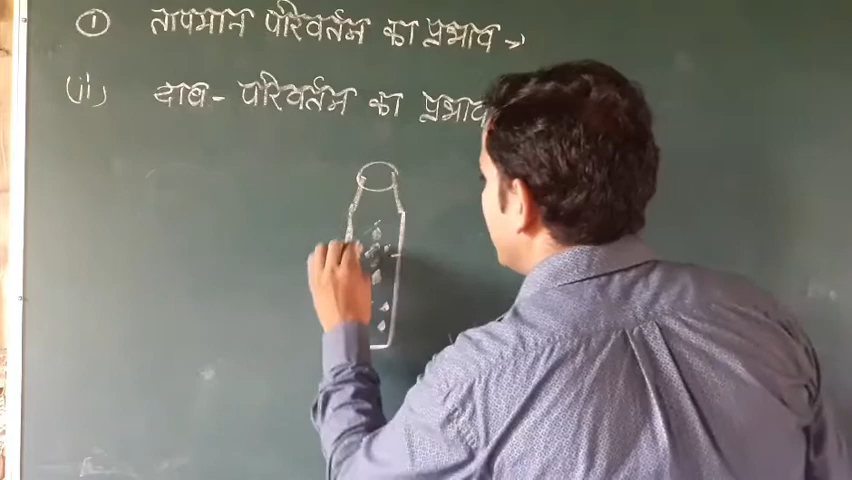 ① तापमान परिवर्तन का प्रभाव →
(ii) दाब - परिवर्तन का प्रभाव